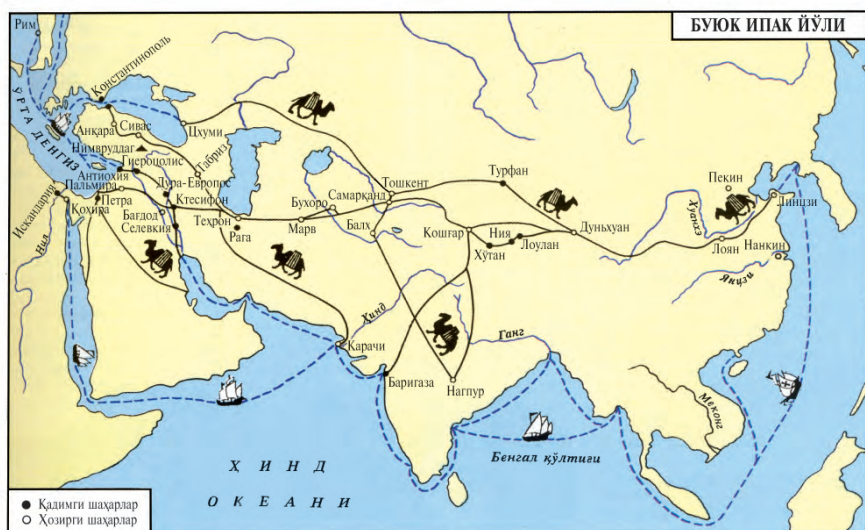 БУЮК ИПАК ЙЎЛИ
Рим
Константинополь
ЎРТА ДЕНГИЗ
Анқара
Сивас
Цхуми
Нимвруддағ
Гиероцолис
Табриз
Антиохия
Дура-Европос
Пальмира
Ктесифон
Искандария
Петра
Коҳира
Бағдод
Селевкия
Нил
Теҳрон
Рага
Марв
Бухоро
Самарқанд
Тошкент
Балх
Турфан
Кошғар
Ния
Лоулан
Хўтан
Дуньхуан
Пекин
Хуанхэ
Линцзи
Лоян
Нанкин
Янцзи
Ҳинд
Ганг
Карачи
Баригаза
Нагпур
Меконг
Бенгал қўлтиғи
ҲИНД
ОКЕАНИ
Қадимги шаҳарлар
Ҳозирги шаҳарлар